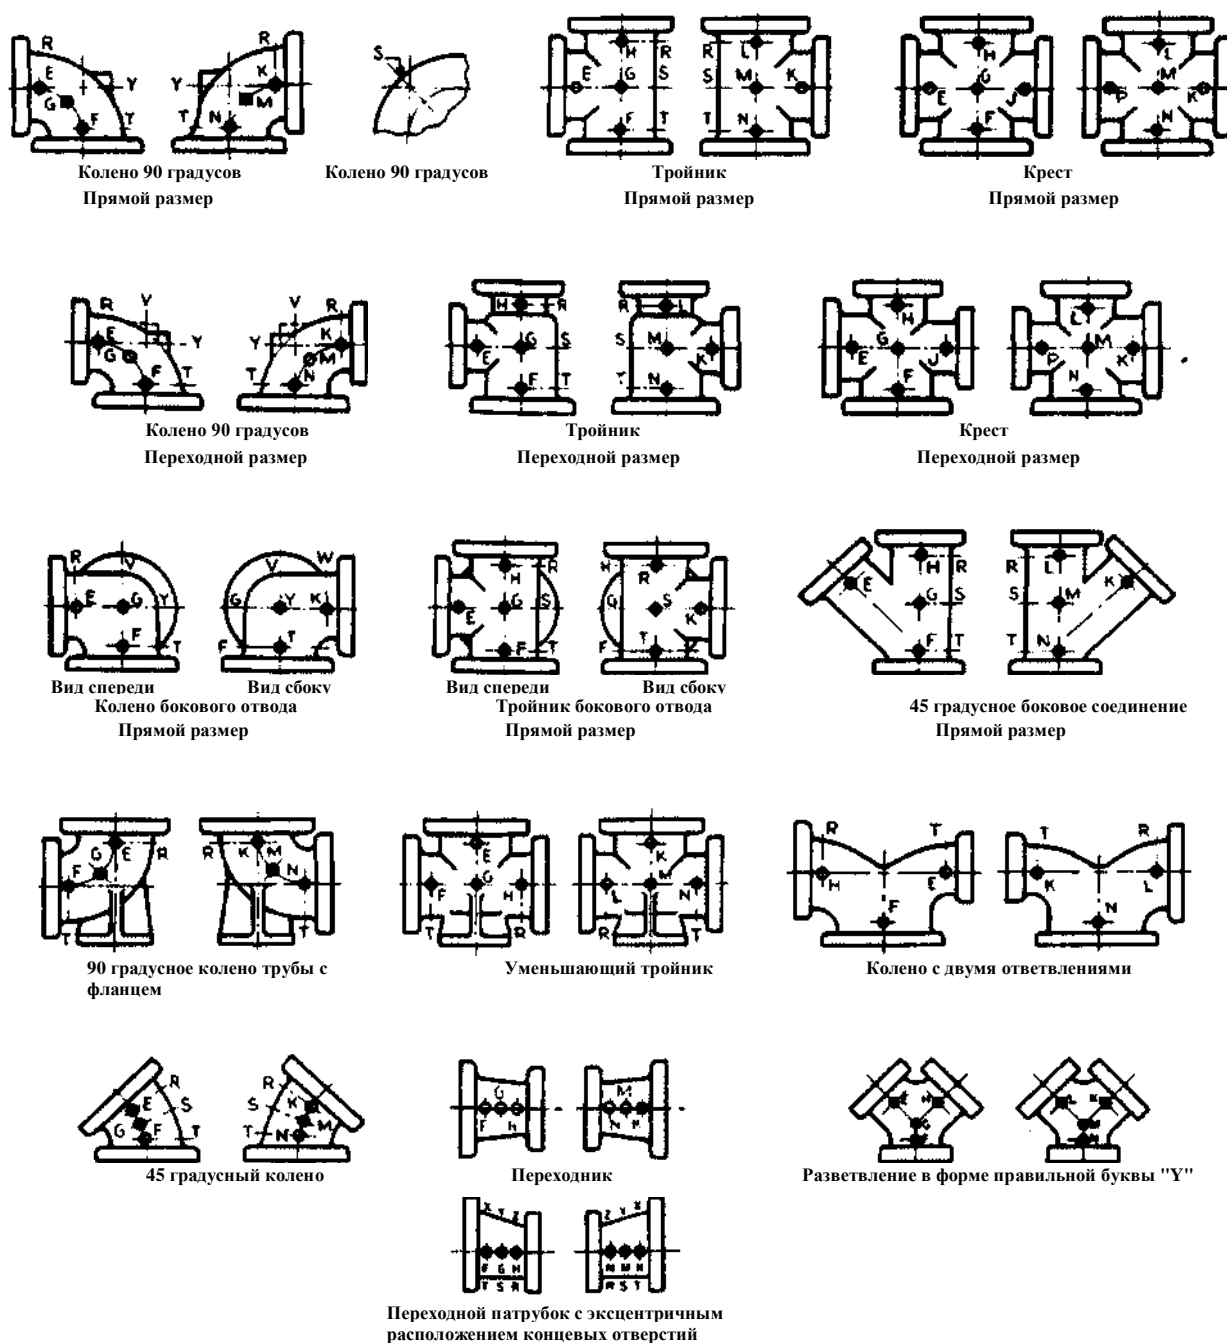 R R S H R R L H L
E K E G S S M K E G J P M K
Y Y
G M
F T T N F T T N F N
Колено 90 градусов Колено 90 градусов Тройник Крест
Прямой размер Прямой размер Прямой размер
R V V R H R R L H L
E Y Y K G S S M G M
G M E K E J P K
F T T N F T T N F N
Колено 90 градусов Тройник Крест
Переходной размер Переходной размер Переходной размер
R V V W H R H R H R R L
E G Y G Y K E G S G S K E G S S M K
F T F T F T F T F T T N
Вид спереди Вид сбоку Вид спереди Вид сбоку
Колено бокового отвода Тройник бокового отвода 45 градусное боковое соединение
Прямой размер Прямой размер Прямой размер
G E R R K M E K R T T R
F N F G H L M N H E K L
T T T R R T F N
90 градусное колено трубы с Уменьшающий тройник Колено с двумя ответвлениями
фланцем
R R G M
E S S K E H L K
G F T T N M F H N K G F M N
45 градусный колено Переходник Разветвление в форме правильной буквы "Y"
X Y Z Z Y X
F G H N M K
T S R R S T
Переходной патрубок с эксцентричным
расположением концевых отверстий